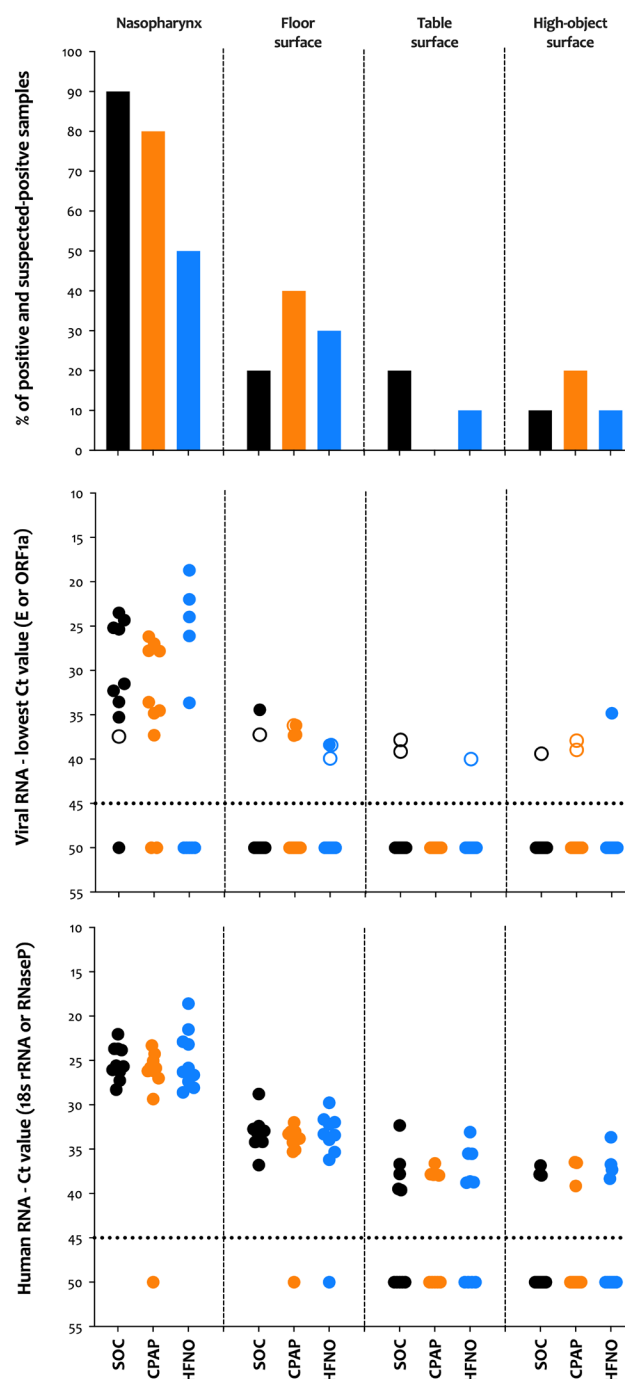 Nasopharynx
Floor
surface
Table
surface
High-object
surface
% of positive and suspected-positve samples
100
90
80
70
60
50
40
30
20
10
0
Viral RNA - lowest Ct value (E or ORF1a)
10
15
20
25
30
35
40
45
50
55
Human RNA - Ct value (18s rRNA or RNaseP)
10
15
20
25
30
35
40
45
50
55
SOC
CPAP
HFNO
SOC
CPAP
HFNO
SOC
CPAP
HFNO
SOC
CPAP
HFNO